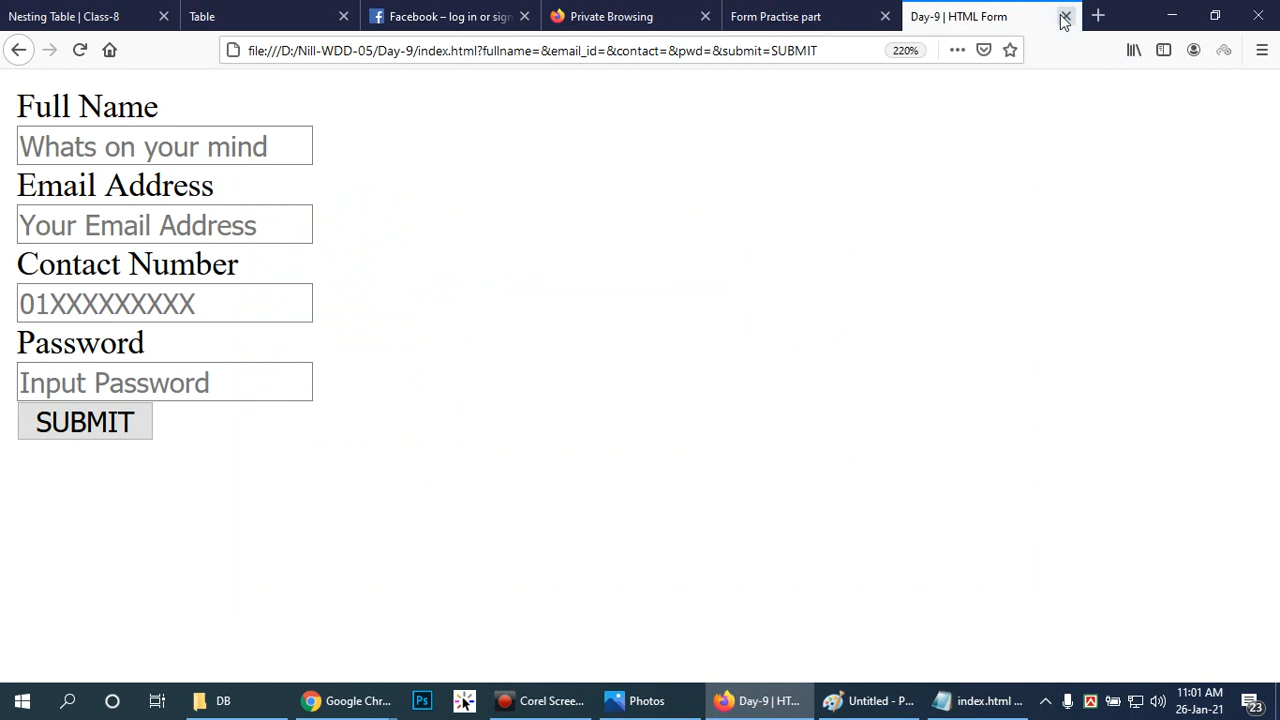 Nesting Table | Class-8
Table
Facebook – log in or sign
Private Browsing
Form Practise part
Day-9 | HTML Form
file:///D:/Nill-WDD-05/Day-9/index.html?fullname=&email_id=&contact=&pwd=&submit=SUBMIT
220%
Full Name
Whats on your mind
Email Address
Your Email Address
Contact Number
01XXXXXXXXX
Password
Input Password
SUBMIT
DB
Google Chr...
Ps
Corel Scree...
Photos
Day-9 | HT...
Untitled - P...
index.html ...
11:01 AM
26-Jan-21
23